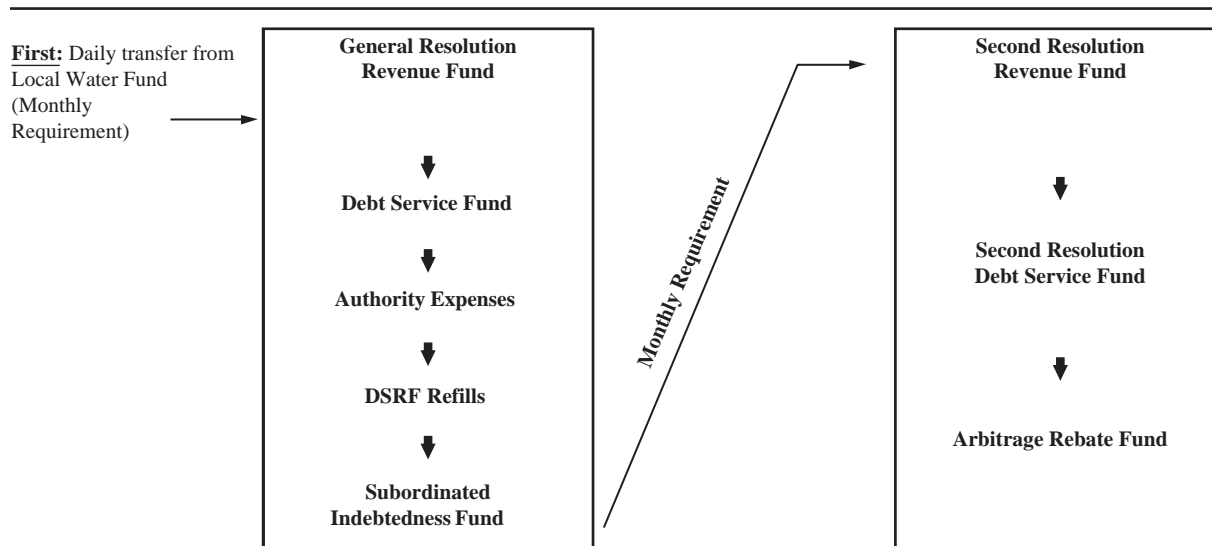 First: Daily transfer from
Local Water Fund
(Monthly
Requirement)
General Resolution
Revenue Fund
Debt Service Fund
Authority Expenses
DSRF Refills
Subordinated
Indebtedness Fund
Monthly Requirement
Second Resolution
Revenue Fund
Second Resolution
Debt Service Fund
Arbitrage Rebate Fund